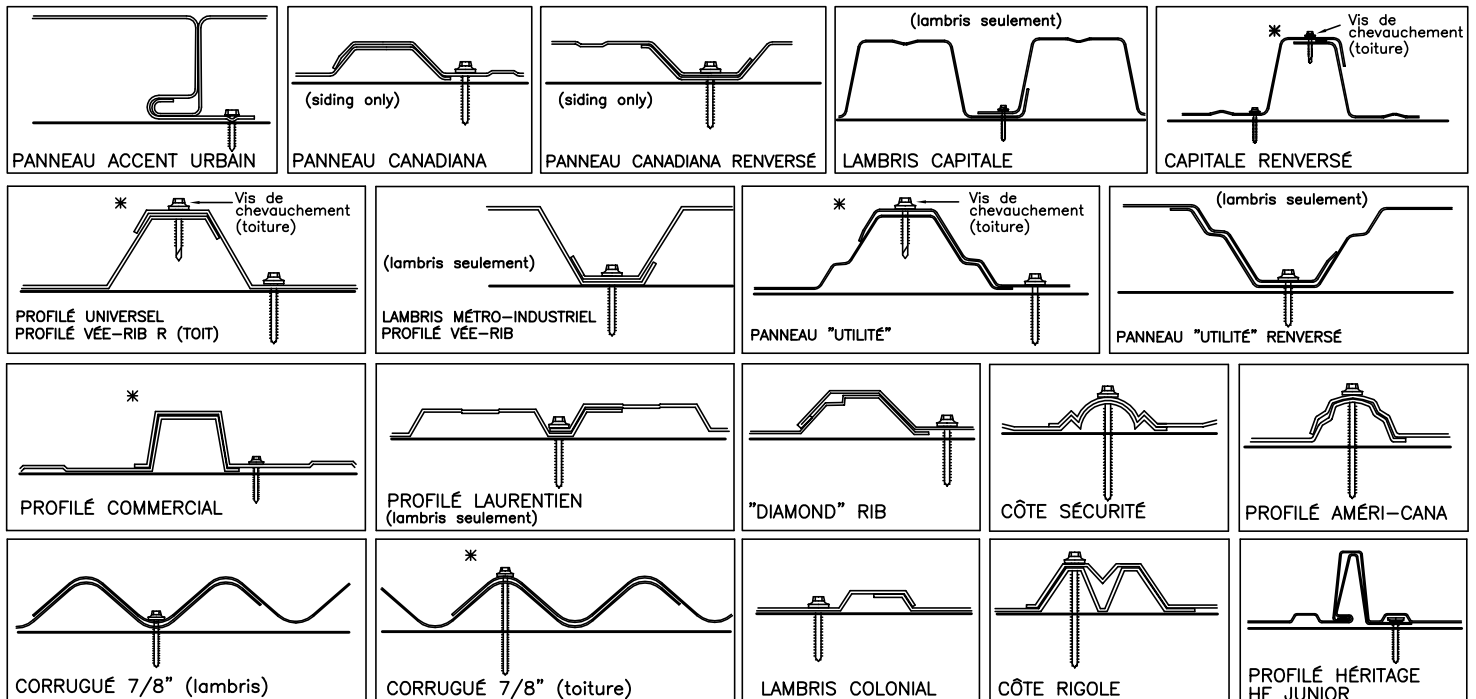 PANNEAU ACCENT URBAIN
(siding only)
PANNEAU CANADIANA
(siding only)
PANNEAU CANADIANA RENVERSÉ
(lambris seulement)
LAMBRIS CAPITALE
*
Vis de
chevauchement
(toiture)
CAPITALE RENVERSÉ
*
Vis de
chevauchement
(toiture)
PROFILÉ UNIVERSEL
PROFILÉ VÉE-RIB R (TOIT)
(lambris seulement)
LAMBRIS MÉTRO-INDUSTRIEL
PROFILÉ VÉE-RIB
*
Vis de
chevauchement
(toiture)
PANNEAU "UTILITÉ"
(lambris seulement)
PANNEAU "UTILITÉ" RENVERSÉ
*
PROFILÉ COMMERCIAL
PROFILÉ LAURENTIEN
(lambris seulement)
"DIAMOND" RIB
CÔTE SÉCURITÉ
PROFILÉ AMÉRI-CANA
CORRUGUÉ 7/8" (lambris)
*
CORRUGUÉ 7/8" (toiture)
LAMBRIS COLONIAL
CÔTE RIGOLE
PROFILÉ HÉRITAGE
HF JUNIOR